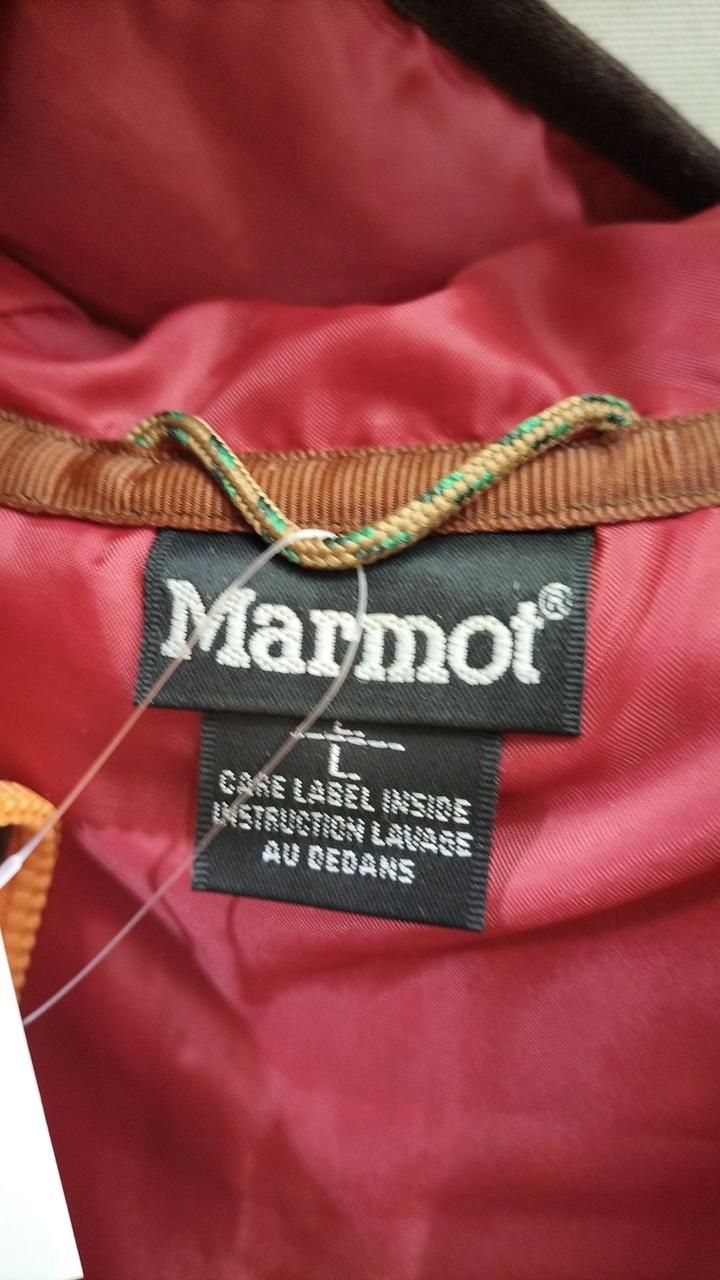 Marmot®
L
L
CARE LABEL INSIDE
INSTRUCTION LAVAGE
AU DEDANS